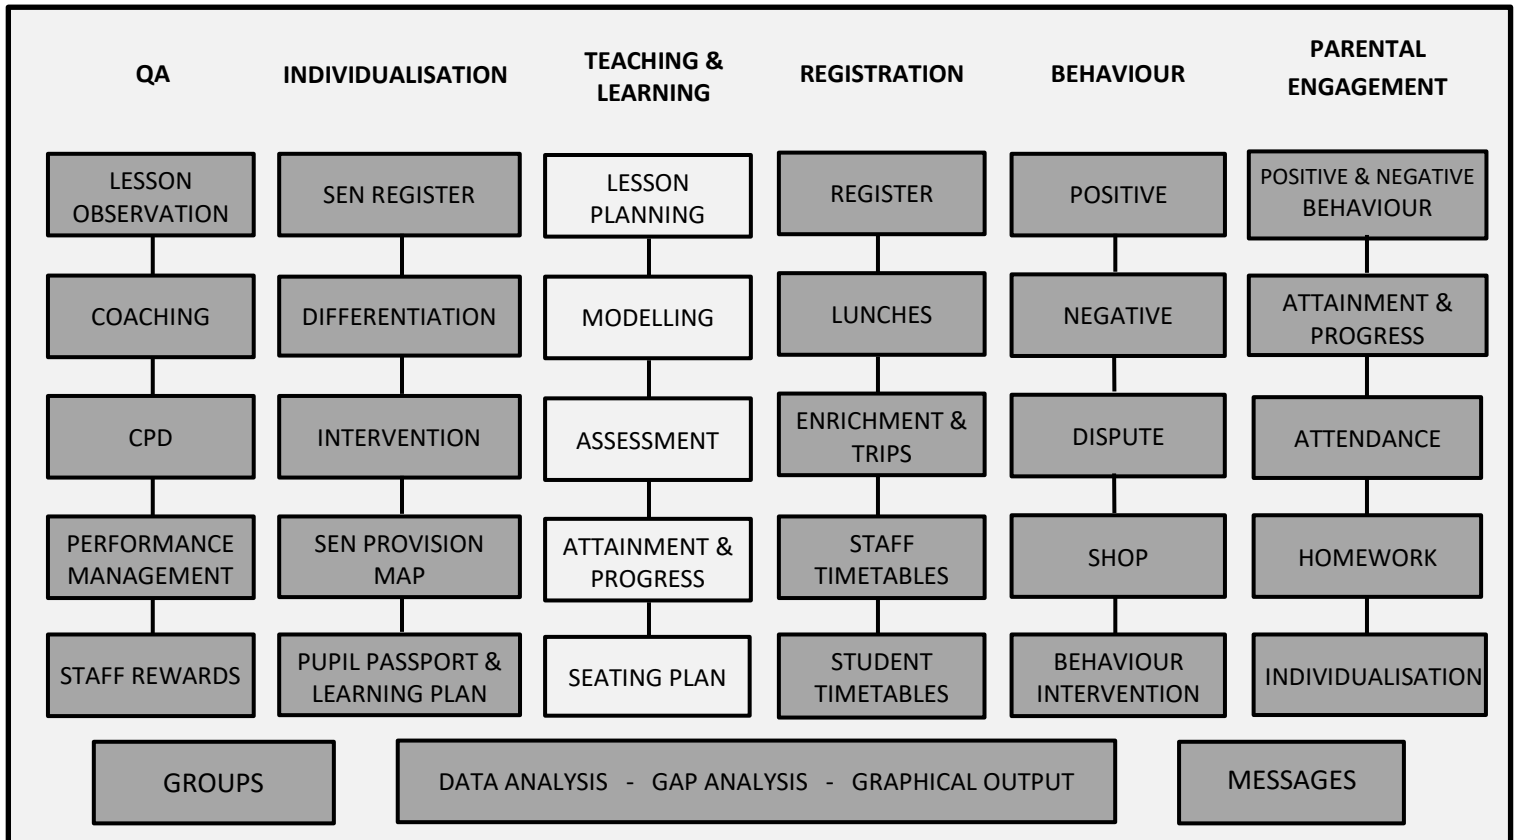 QA
INDIVIDUALISATION
TEACHING &
LEARNING
REGISTRATION
BEHAVIOUR
PARENTAL
ENGAGEMENT
LESSON
OBSERVATION
COACHING
CPD
PERFORMANCE
MANAGEMENT
STAFF REWARDS
SEN REGISTER
DIFFERENTIATION
INTERVENTION
SEN PROVISION
MAP
PUPIL PASSPORT &
LEARNING PLAN
LESSON
PLANNING
MODELLING
ASSESSMENT
ATTAINMENT &
PROGRESS
SEATING PLAN
REGISTER
LUNCHES
ENRICHMENT &
TRIPS
STAFF
TIMETABLES
STUDENT
TIMETABLES
POSITIVE
NEGATIVE
DISPUTE
SHOP
BEHAVIOUR
INTERVENTION
POSITIVE & NEGATIVE
BEHAVIOUR
ATTAINMENT &
PROGRESS
ATTENDANCE
HOMEWORK
INDIVIDUALISATION
GROUPS
DATA ANALYSIS - GAP ANALYSIS - GRAPHICAL OUTPUT
MESSAGES